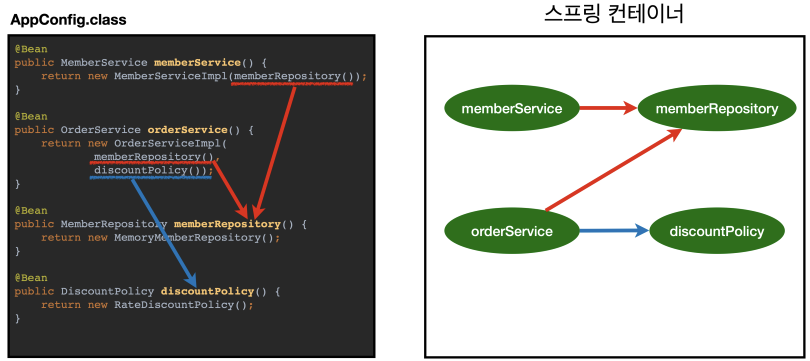 AppConfig.class
@Bean
public MemberService memberService() {
    return new MemberServiceImpl(memberRepository());
}
@Bean
public OrderService orderService() {
    return new OrderServiceImpl(
            memberRepository(),
            discountPolicy());
}
@Bean
public MemberRepository memberRepository() {
    return new MemoryMemberRepository();
}
@Bean
public DiscountPolicy discountPolicy() {
    return new RateDiscountPolicy();
}
스프링 컨테이너
memberService
memberRepository
orderService
discountPolicy